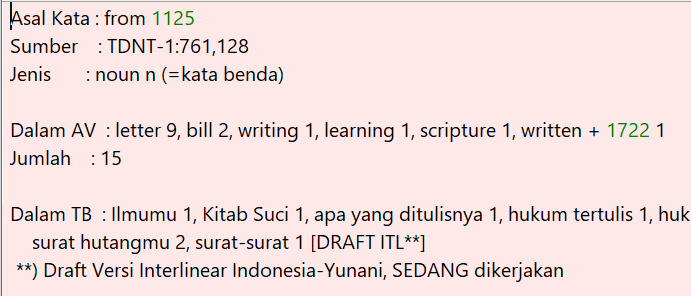 Asal Kata : from 1125
Sumber : TDNT-1:761,128
Jenis : noun n (=kata benda)
Dalam AV : letter 9, bill 2, writing 1, learning 1, scripture 1, written + 1722 1
Jumlah : 15
Dalam TB : Ilmumu 1, Kitab Suci 1, apa yang ditulisnya 1, hukum tertulis 1, huk
surat hutangmu 2, surat-surat 1 [DRAFT ITL**]
**) Draft Versi Interlinear Indonesia-Yunani, SEDANG dikerjakan